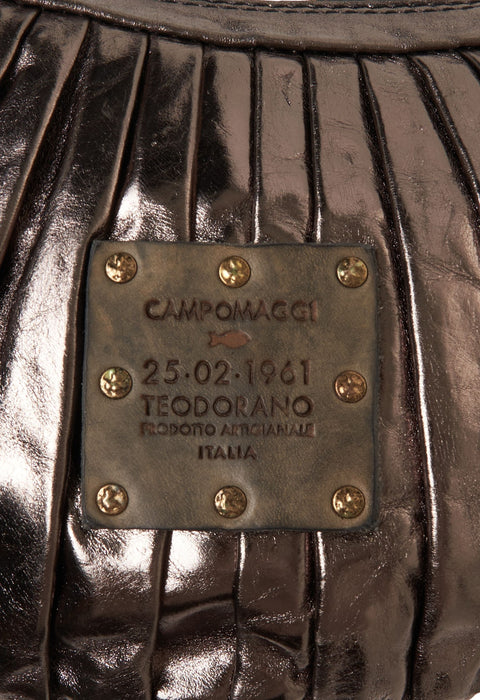 CAMPOMAGGI
25·02·1961
TEODORANO
PRODOTTO ARTIGIANALE
ITALIA